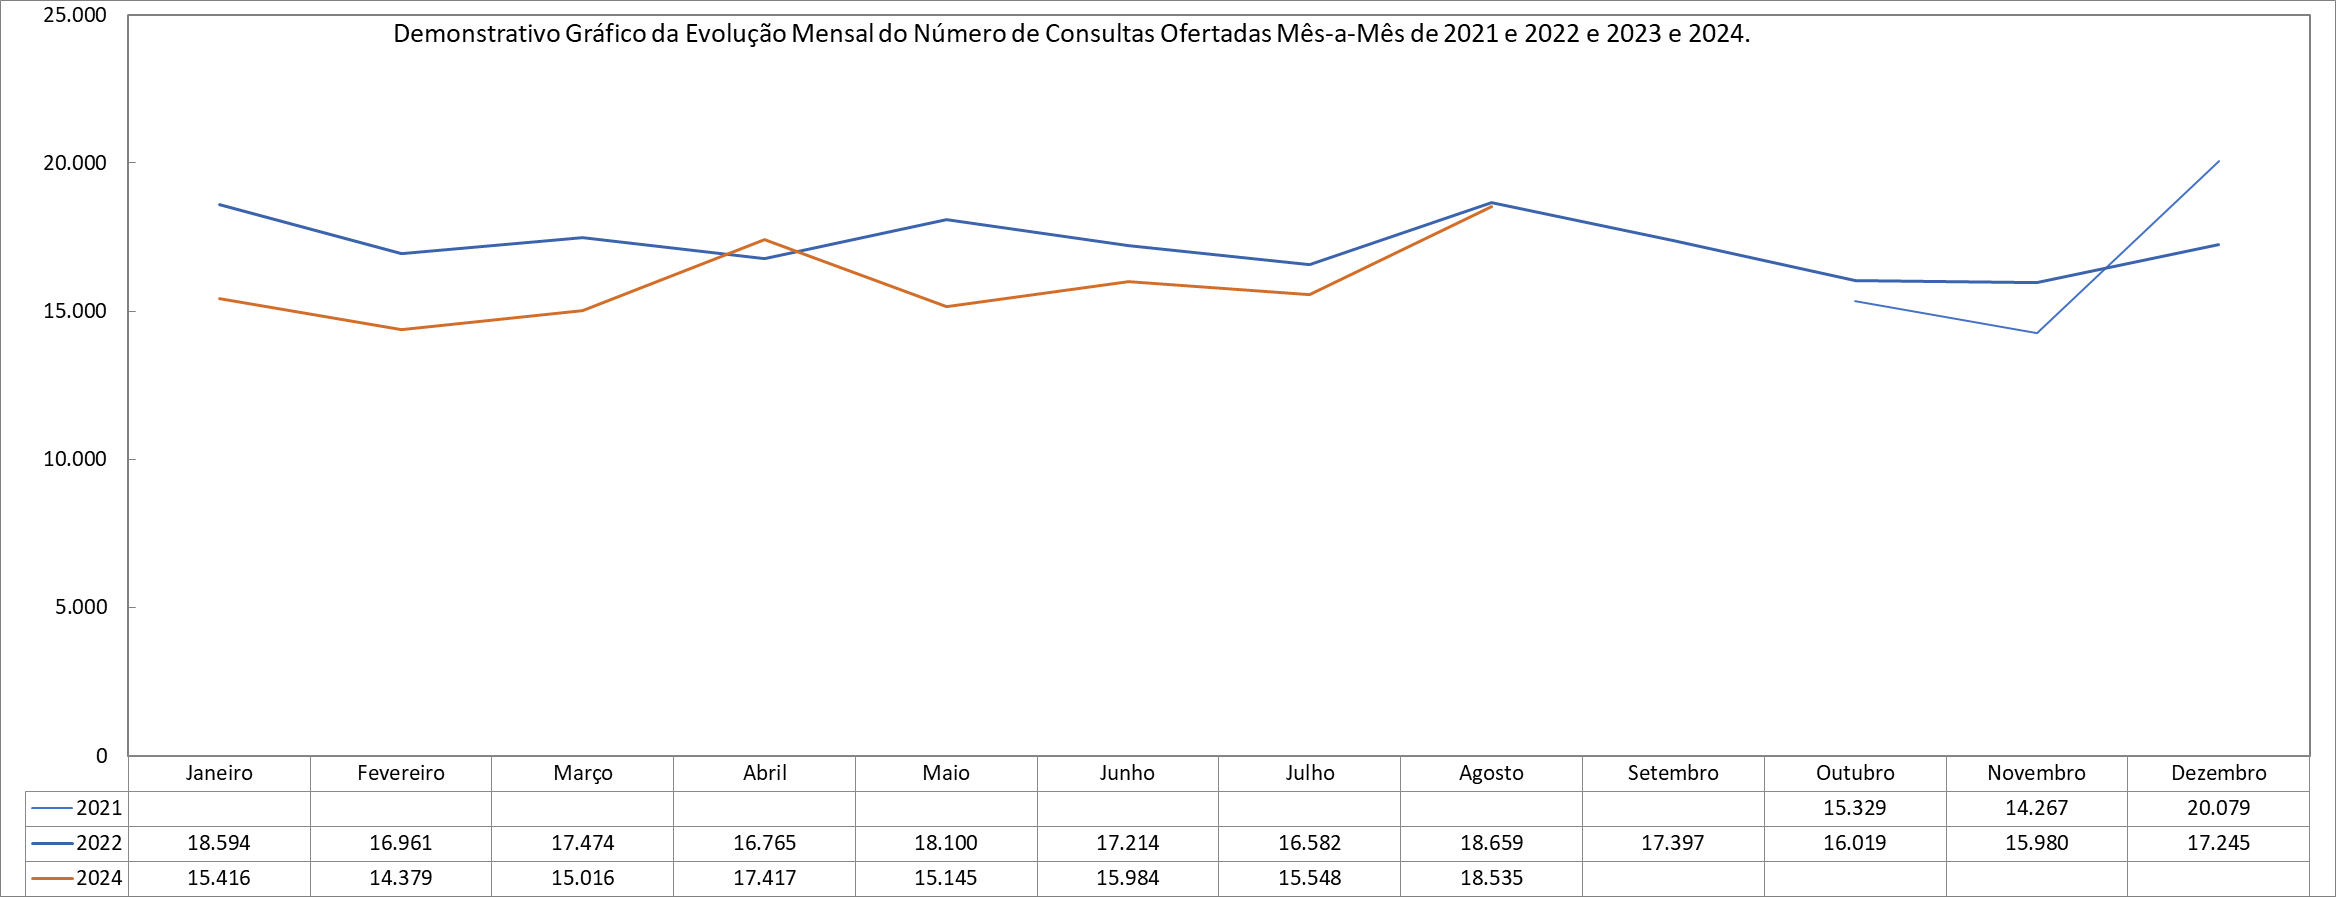 Demonstrativo Gráfico da Evolução Mensal do Número de Consultas Ofertadas Mês-a-Mês de 2021 e 2022 e 2023 e 2024.
25.000
20.000
15.000
10.000
5.000
0
Janeiro Fevereiro Março Abril Maio Junho Julho Agosto Setembro Outubro Novembro Dezembro
2021 15.329 14.267 20.079
2022 18.594 16.961 17.474 16.765 18.100 17.214 16.582 18.659 17.397 16.019 15.980 17.245
2024 15.416 14.379 15.016 17.417 15.145 15.984 15.548 18.535